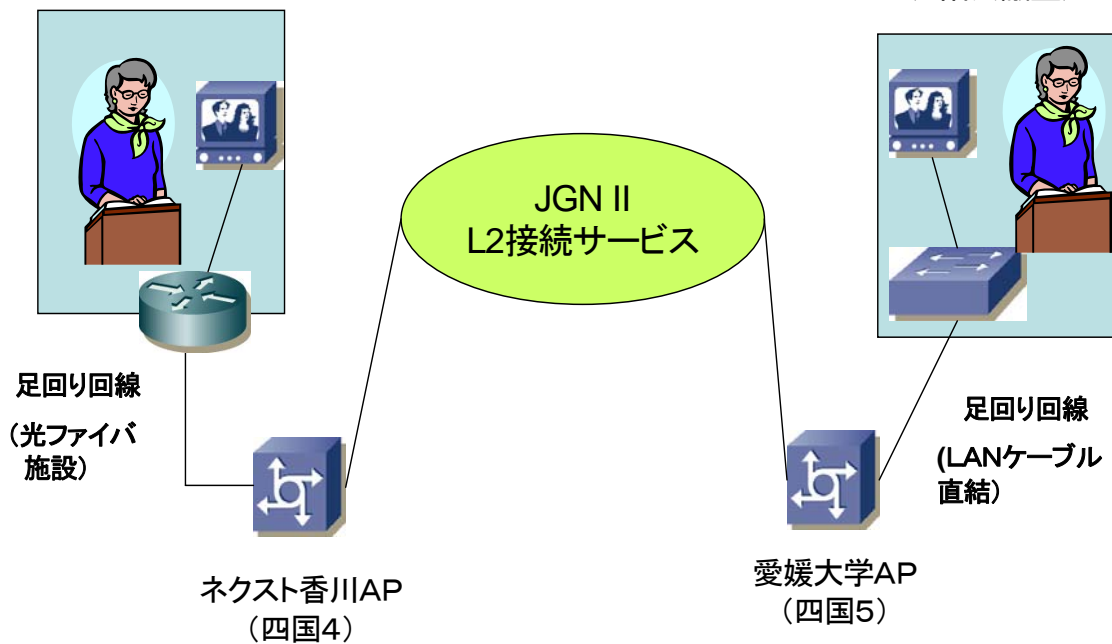 JGN II
L2接続サービス
足回り回線
(光ファイバ
施設)
足回り回線
(LANケーブル
直結)
ネクスト香川AP
(四国4)
愛媛大学AP
(四国5)